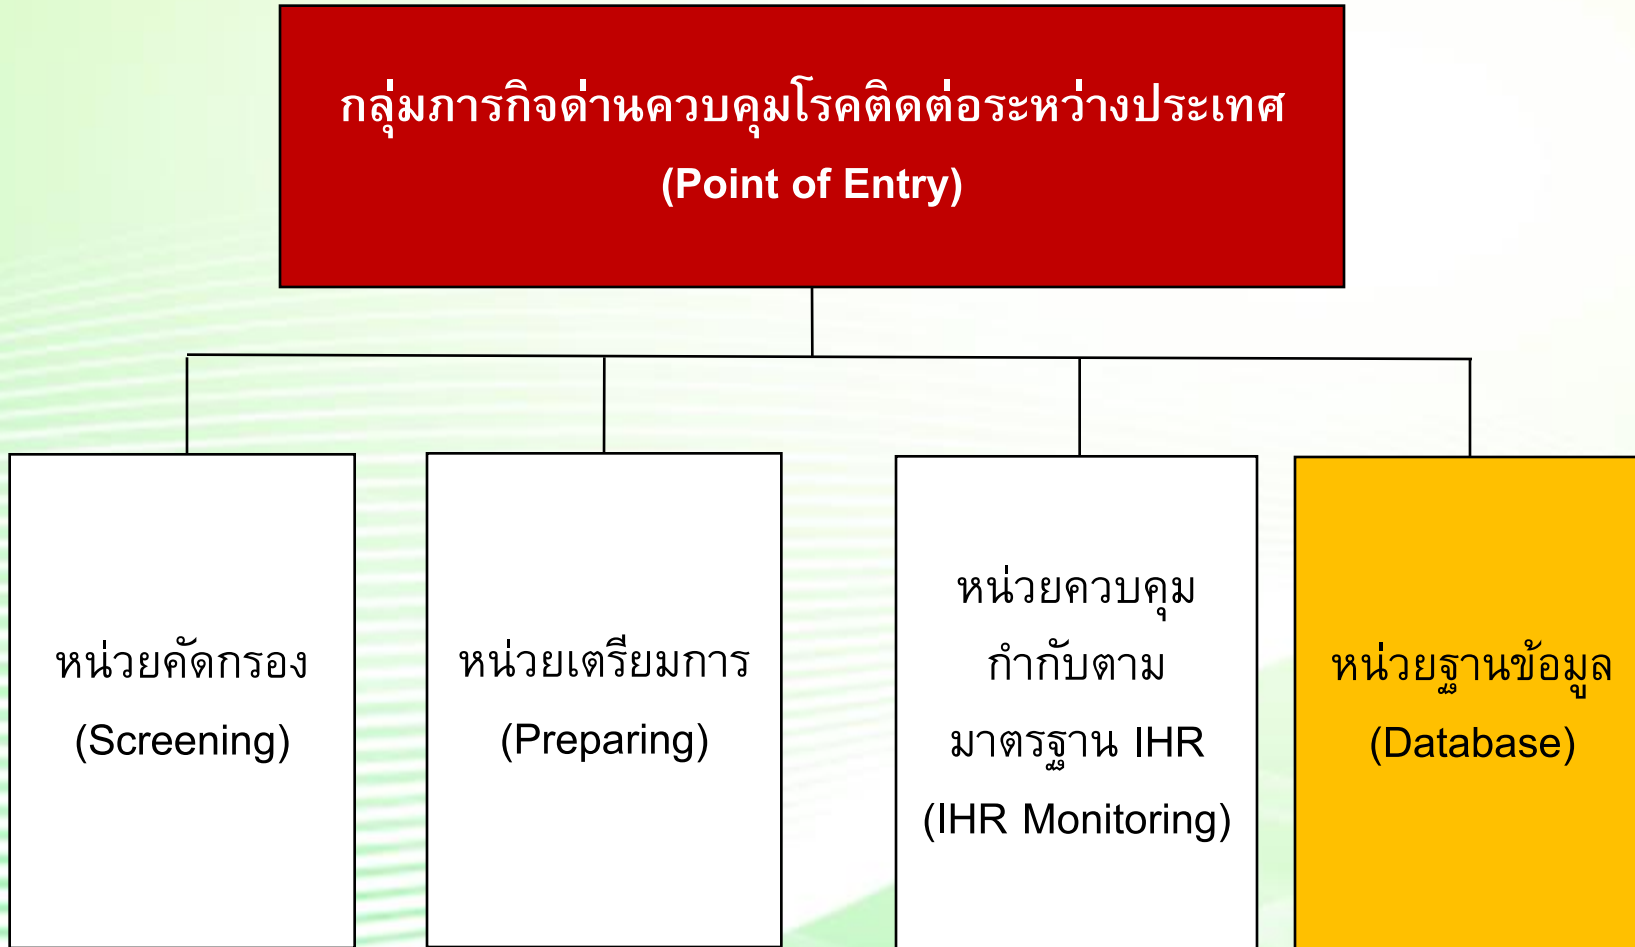 กลุ่มภารกิจด่านควบคุมโรคติดต่อระหว่างประเทศ
(Point of Entry)
หน่วยคัดกรอง
(Screening)
หน่วยเตรียมการ
(Preparing)
หน่วยควบคุม
กำกับตาม
มาตรฐาน IHR
(IHR Monitoring)
หน่วยฐานข้อมูล
(Database)